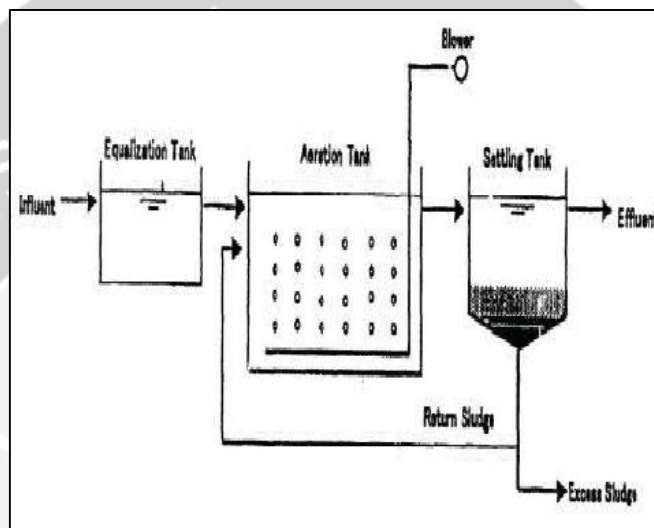 Blower
Equalization Tank
Aeration Tank
Settling Tank
Influent
Effluent
Return Sludge
Excess Sludge